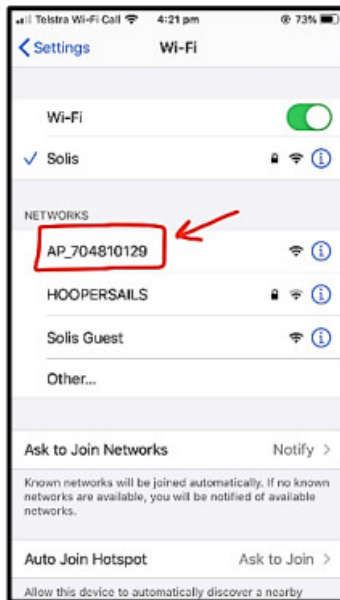 Telstra Wi-Fi Call 4:21 pm 73%
Settings Wi-Fi
Wi-Fi
Solis
NETWORKS
AP_704810129
HOOPERSAILS
Solis Guest
Other...
Ask to Join Networks Notify
Known networks will be joined automatically. If no known
networks are available, you will be notified of available
networks.
Auto Join Hotspot Ask to Join
Allow this device to automatically discover a nearby